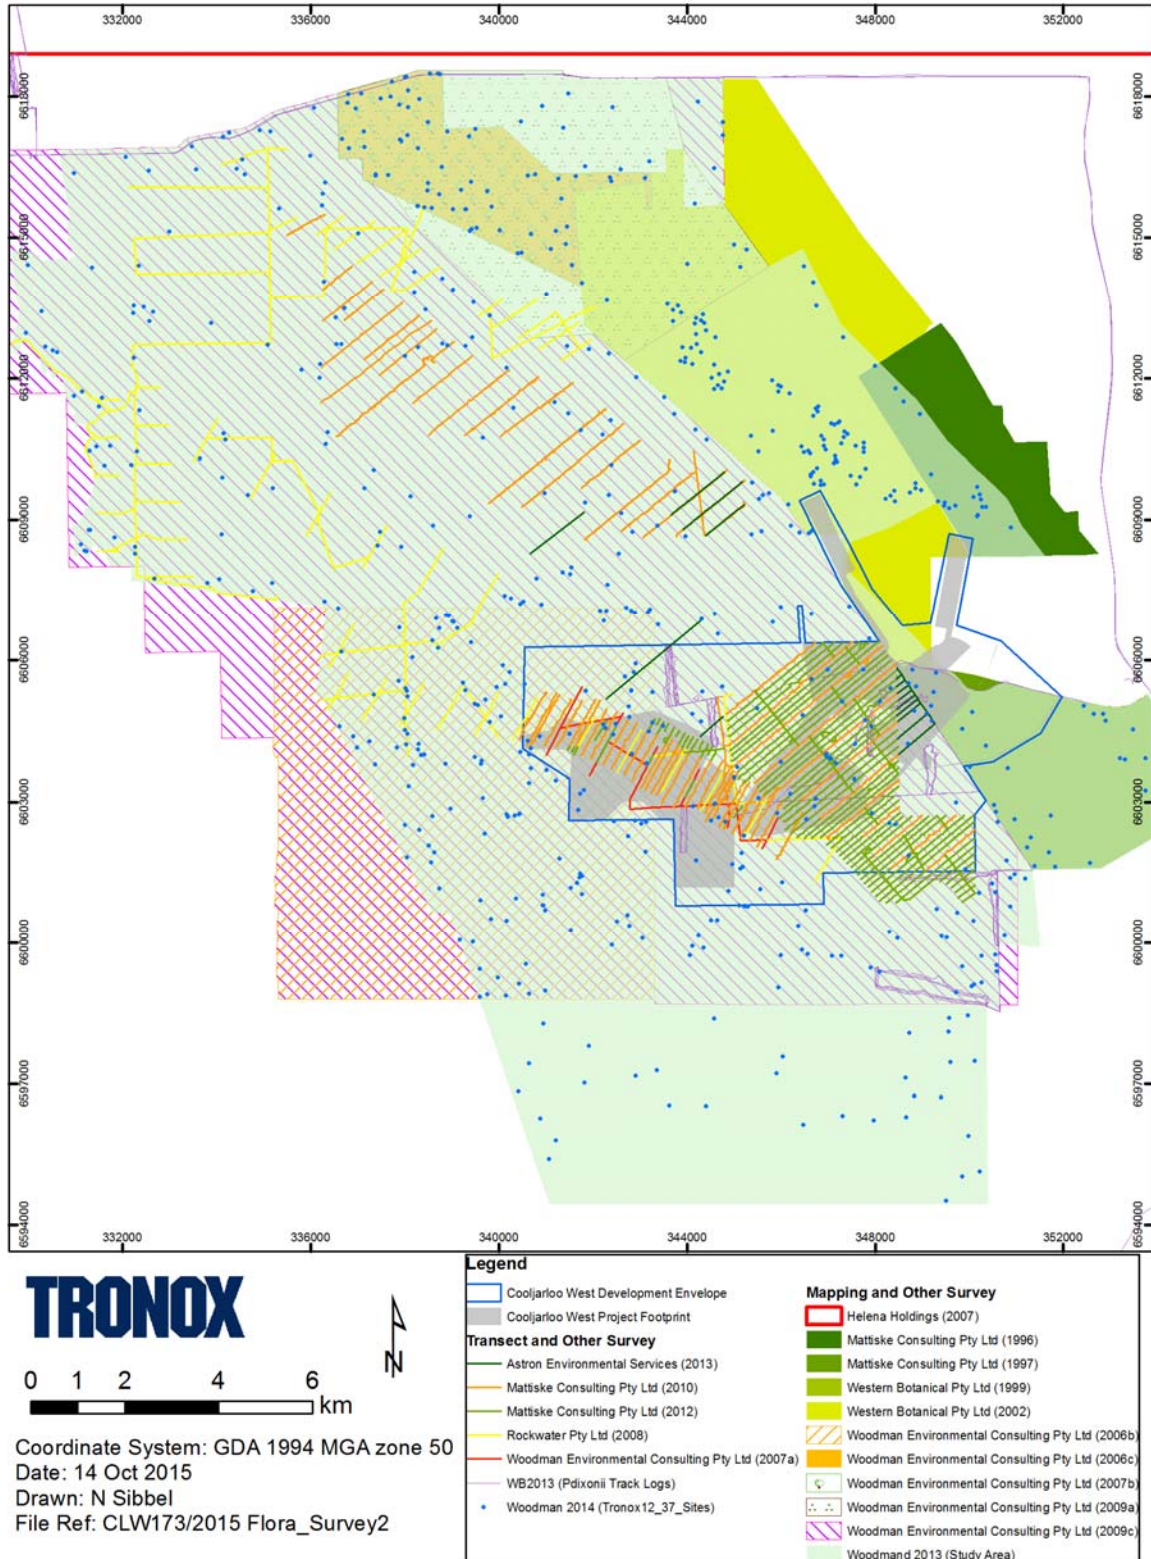 332000
336000
340000
344000
348000
352000
6618000
6618000
6615000
6615000
6612000
6612000
6609000
6609000
6606000
6606000
6603000
6603000
6600000
6600000
6597000
6597000
6594000
6594000
332000
336000
340000
344000
348000
352000
TRONOX
N
0 1 2 4 6
km
Coordinate System: GDA 1994 MGA zone 50
Date: 14 Oct 2015
Drawn: N Sibbel
File Ref: CLW173/2015 Flora_Survey2
Legend
Cooljarloo West Development Envelope
Cooljarloo West Project Footprint
Transect and Other Survey
Astron Environmental Services (2013)
Mattiske Consulting Pty Ltd (2010)
Mattiske Consulting Pty Ltd (2012)
Rockwater Pty Ltd (2008)
Woodman Environmental Consulting Pty Ltd (2007a)
WB2013 (Pdixonii Track Logs)
Woodman 2014 (Tronox12_37_Sites)
Mapping and Other Survey
Helena Holdings (2007)
Mattiske Consulting Pty Ltd (1996)
Mattiske Consulting Pty Ltd (1997)
Western Botanical Pty Ltd (1999)
Western Botanical Pty Ltd (2002)
Woodman Environmental Consulting Pty Ltd (2006b)
Woodman Environmental Consulting Pty Ltd (2006c)
Woodman Environmental Consulting Pty Ltd (2007b)
Woodman Environmental Consulting Pty Ltd (2009a)
Woodman Environmental Consulting Pty Ltd (2009c)
Woodmand 2013 (Study Area)